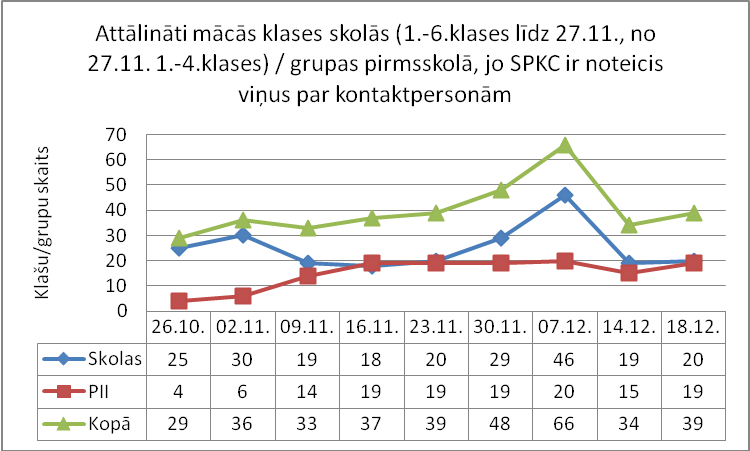 Attālināti mācās klases skolās (1.-6.klases līdz 27.11., no
27.11. 1.-4.klases) / grupas pirmsskolā, jo SPKC ir noteicis
viņus par kontaktpersonām
Klašu/grupu skaits
70
60
50
40
30
20
10
0
26.10. 02.11. 09.11. 16.11. 23.11. 30.11. 07.12. 14.12. 18.12.
Skolas 25 30 19 18 20 29 46 19 20
PII 4 6 14 19 19 19 20 15 19
Kopā 29 36 33 37 39 48 66 34 39